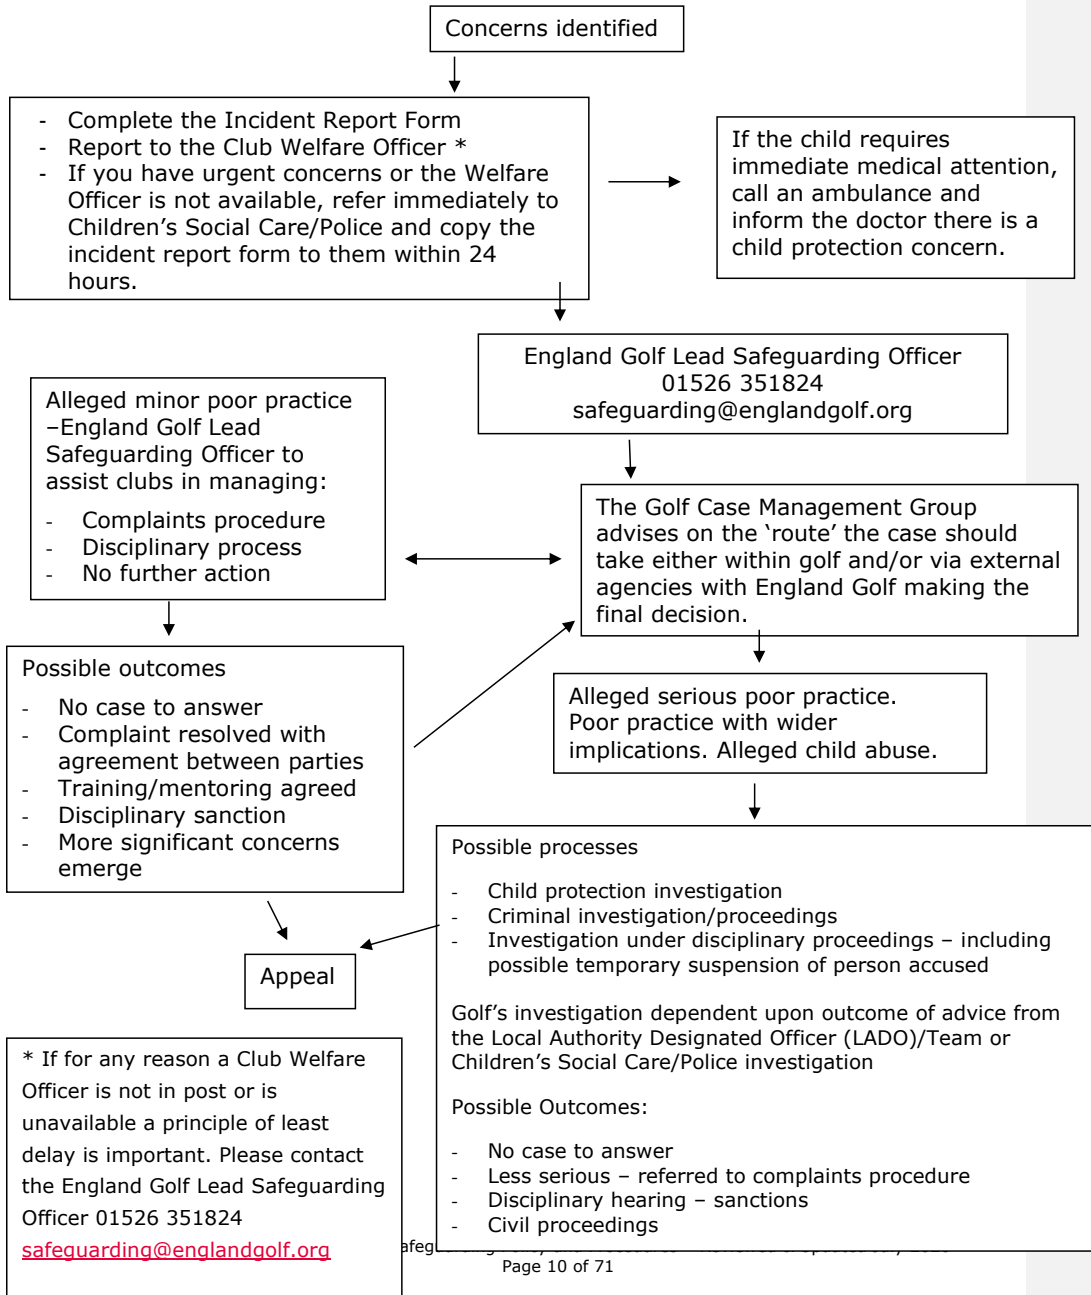 Concerns identified
- Complete the Incident Report Form
- Report to the Club Welfare Officer *
- If you have urgent concerns or the Welfare
Officer is not available, refer immediately to
Children's Social Care/Police and copy the
incident report form to them within 24
hours.
If the child requires
immediate medical attention,
call an ambulance and
inform the doctor there is a
child protection concern.
England Golf Lead Safeguarding Officer
01526 351824
safeguarding@englandgolf.org
Alleged minor poor practice
–England Golf Lead
Safeguarding Officer to
assist clubs in managing:
- Complaints procedure
- Disciplinary process
- No further action
The Golf Case Management Group
advises on the ‘route’ the case should
take either within golf and/or via external
agencies with England Golf making the
final decision.
Possible outcomes
- No case to answer
- Complaint resolved with
agreement between parties
- Training/mentoring agreed
- Disciplinary sanction
- More significant concerns
emerge
Alleged serious poor practice.
Poor practice with wider
implications. Alleged child abuse.
Possible processes
- Child protection investigation
- Criminal investigation/proceedings
- Investigation under disciplinary proceedings – including
possible temporary suspension of person accused
Golf's investigation dependent upon outcome of advice from
the Local Authority Designated Officer (LADO)/Team or
Children's Social Care/Police investigation
Possible Outcomes:
- No case to answer
- Less serious – referred to complaints procedure
- Disciplinary hearing – sanctions
- Civil proceedings
Appeal
* If for any reason a Club Welfare
Officer is not in post or is
unavailable a principle of least
delay is important. Please contact
the England Golf Lead Safeguarding
Officer 01526 351824
safeguarding@englandgolf.org
Page 10 of 71